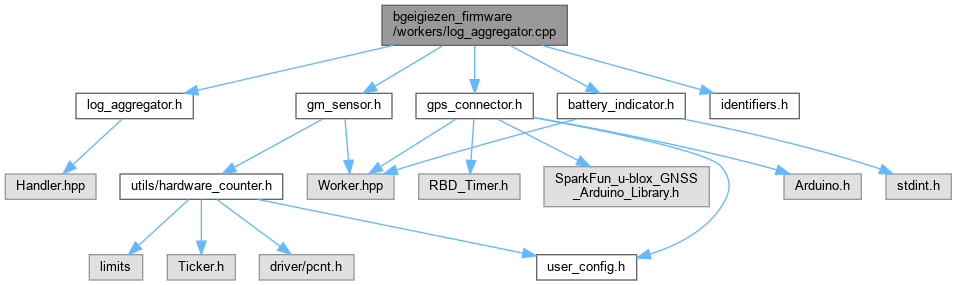 bgeigiezen_firmware
/workers/log_aggregator.cpp
log_aggregator.h
gm_sensor.h
gps_connector.h
battery_indicator.h
identifiers.h
Handler.hpp
utils/hardware_counter.h
Worker.hpp
RBD_Timer.h
SparkFun_u-blox_GNSS
_Arduino_Library.h
Arduino.h
stdint.h
limits
Ticker.h
driver/pcnt.h
user_config.h